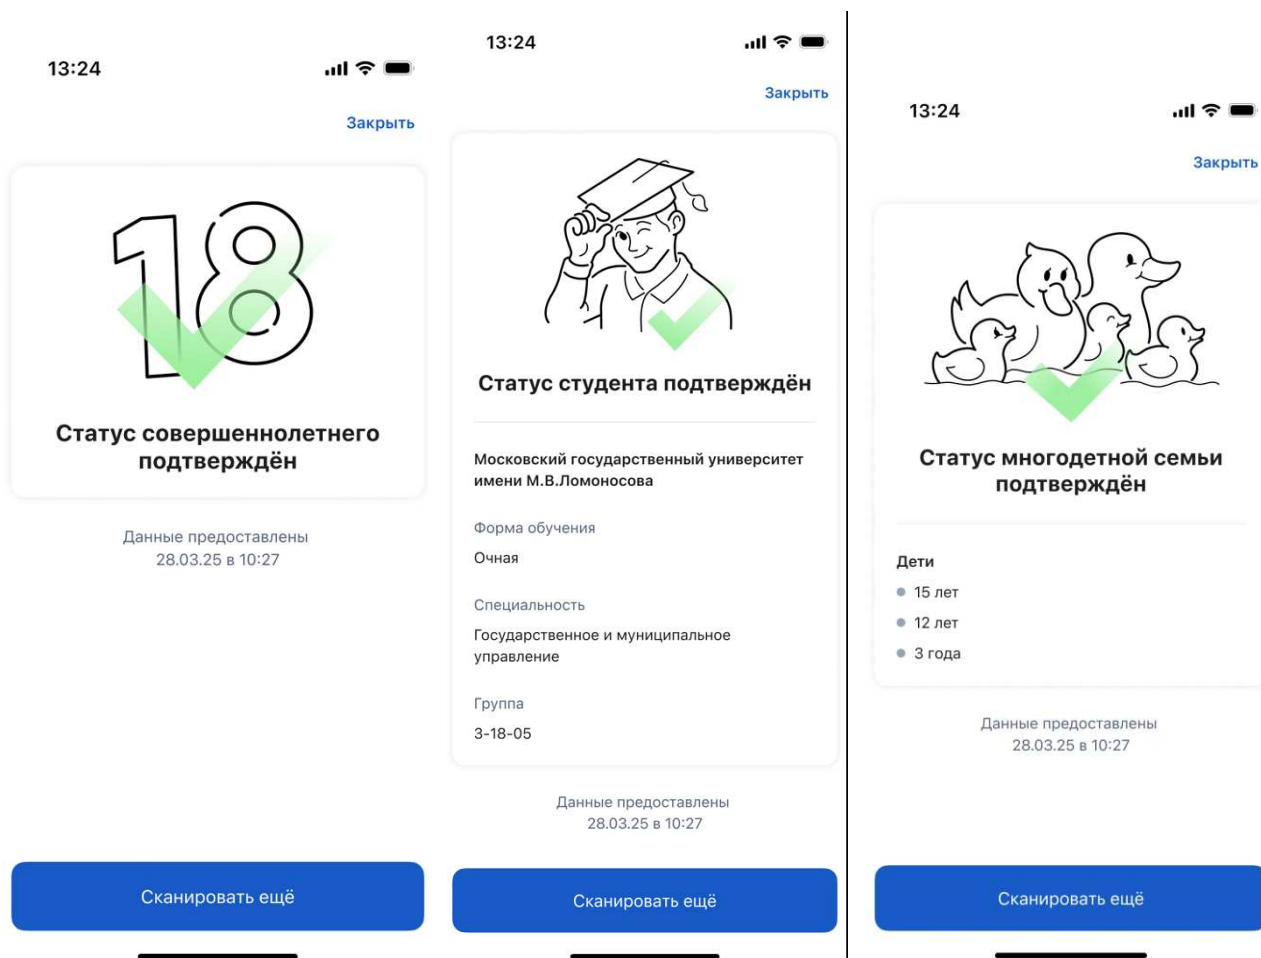 13:24
Закрыть
18
Статус совершеннолетнего
подтверждён
Данные предоставлены
28.03.25 в 10:27
Сканировать ещё
13:24
Закрыть
Статус студента подтверждён
Московский государственный университет
имени М.В.Ломоносова
Форма обучения
Очная
Специальность
Государственное и муниципальное
управление
Группа
3-18-05
Данные предоставлены
28.03.25 в 10:27
Сканировать ещё
13:24
Закрыть
Статус многодетной семьи
подтверждён
Дети
15 лет
12 лет
3 года
Данные предоставлены
28.03.25 в 10:27
Сканировать ещё